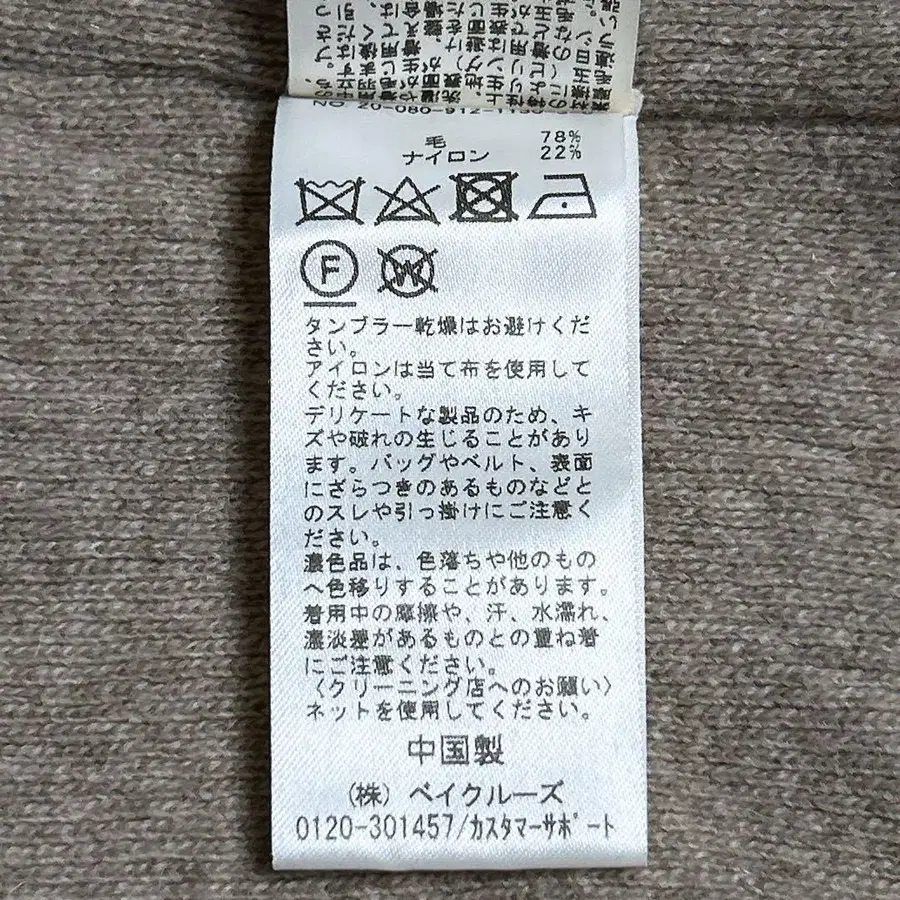 毛 78%
ナイロン 22%
F
W
タンブラー乾燥はお避けくだ
さい。
アイロンは当て布を使用して
ください。
デリケートな製品のため、キ
ズや破れの生じることがあり
ます。バッグやベルト、表面
にざらつきのあるものなどと
のスレや引っ掛けにご注意く
ださい。
濃色品は、色落ちや他のもの
へ色移りすることがあります。
着用中の摩擦や、汗、水濡れ、
濃淡差があるものとの重ね着
にご注意ください。
〈クリーニング店へのお願い〉
ネットを使用してください。
中国製
(株) ベイクルーズ
0120-301457/カスタマーサポート